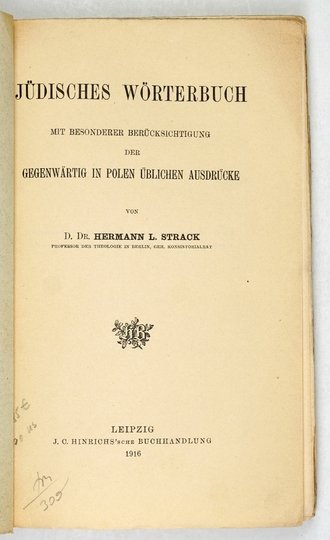 JÜDISCHES WÖRTERBUCH
MIT BESONDERER BERÜCKSICHTIGUNG
DER
GEGENWÄRTIG IN POLEN ÜBLICHEN AUSDRÜCKE
VON
D. Dr. HERMANN L. STRACK
PROFESSOR DER THEOLOGIE IN BERLIN, GEH. KONSISTORIALRAT
LEIPZIG
J. C. HINRICHS'sche BUCHHANDLUNG
1916
309